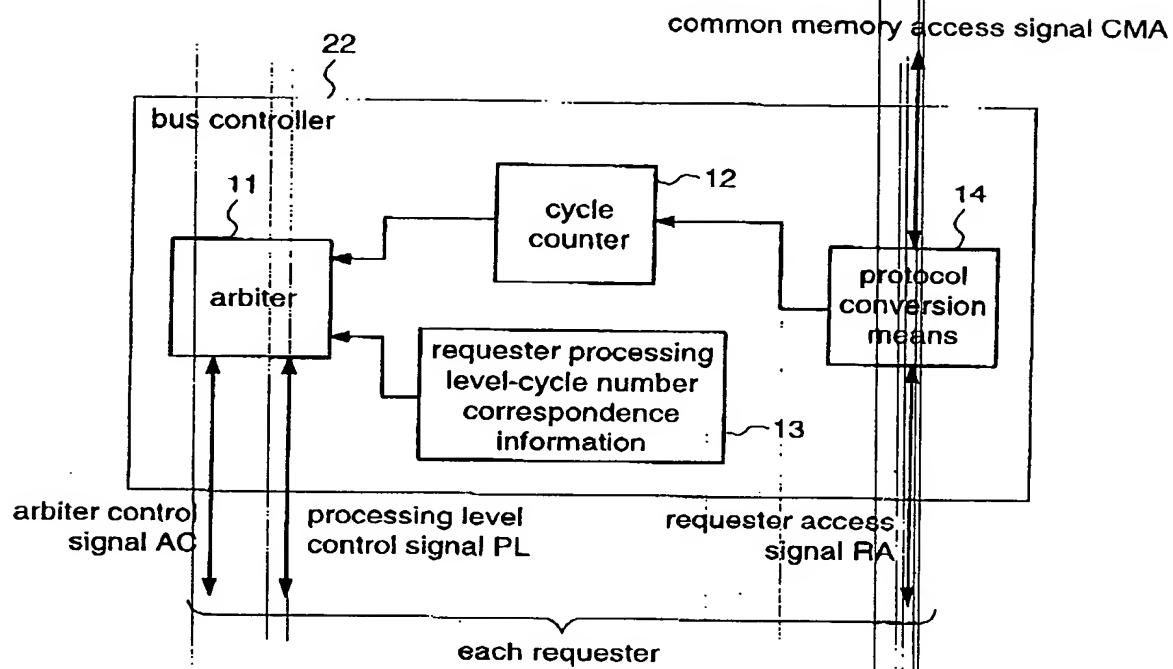 common memory access signal CMA
22
bus controller
11
12
14
cycle
counter
arbiter
protocol
conversion
means
requester processing
level-cycle number
correspondence
information
13
arbiter control
signal AC
processing level
control signal PL
requester access
signal RA
each requester